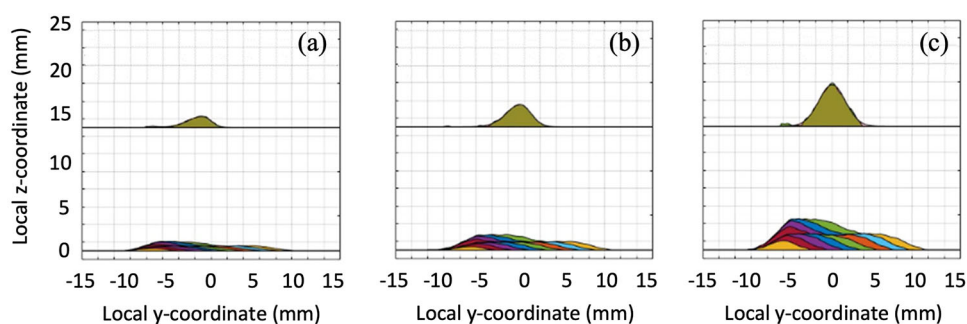 (a)
(b)
(c)
Local z-coordinate (mm)
25
20
15
10
5
0
-15 -10 -5 0 5 10 15
-15 -10 -5 0 5 10 15
-15 -10 -5 0 5 10 15
Local y-coordinate (mm)
Local y-coordinate (mm)
Local y-coordinate (mm)